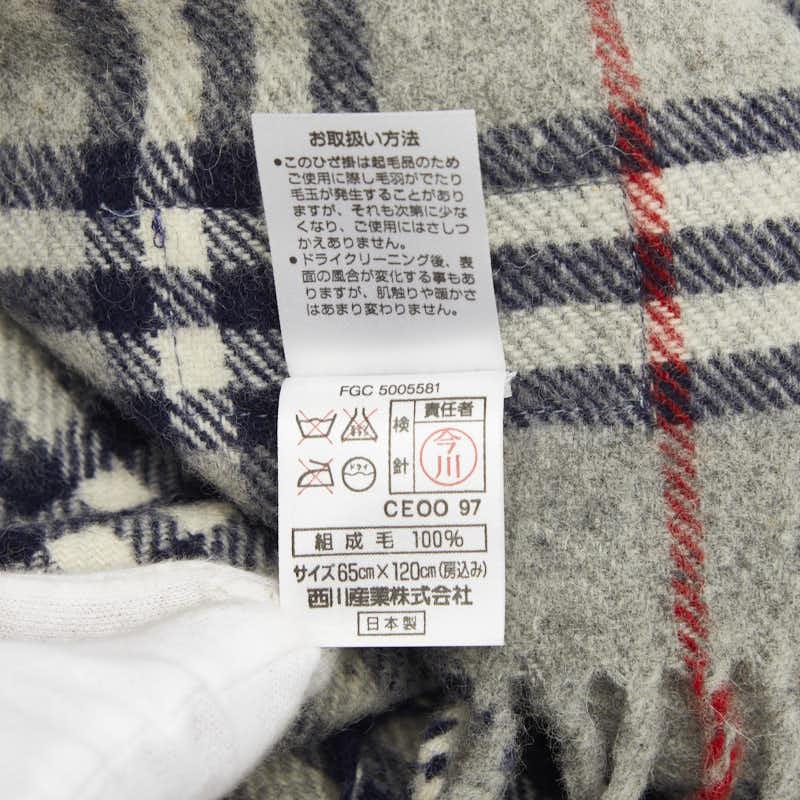 お取扱い方法
●このひざ掛は起毛品のため
ご使用に際し毛羽がでたり
毛玉が発生することがあり
ますが、それも次第に少な
くなり、ご使用にはさしつ
かえありません。
●ドライクリーニング後、表
面の風合が変化する事もあ
りますが、肌触りや暖かさ
はあまり変わりません。
FGC 5005581
検針
責任者
今川
ドライ
CEOO 97
組成毛 100%
サイズ65cm×120cm(房込み)
西川産業株式会社
日本製